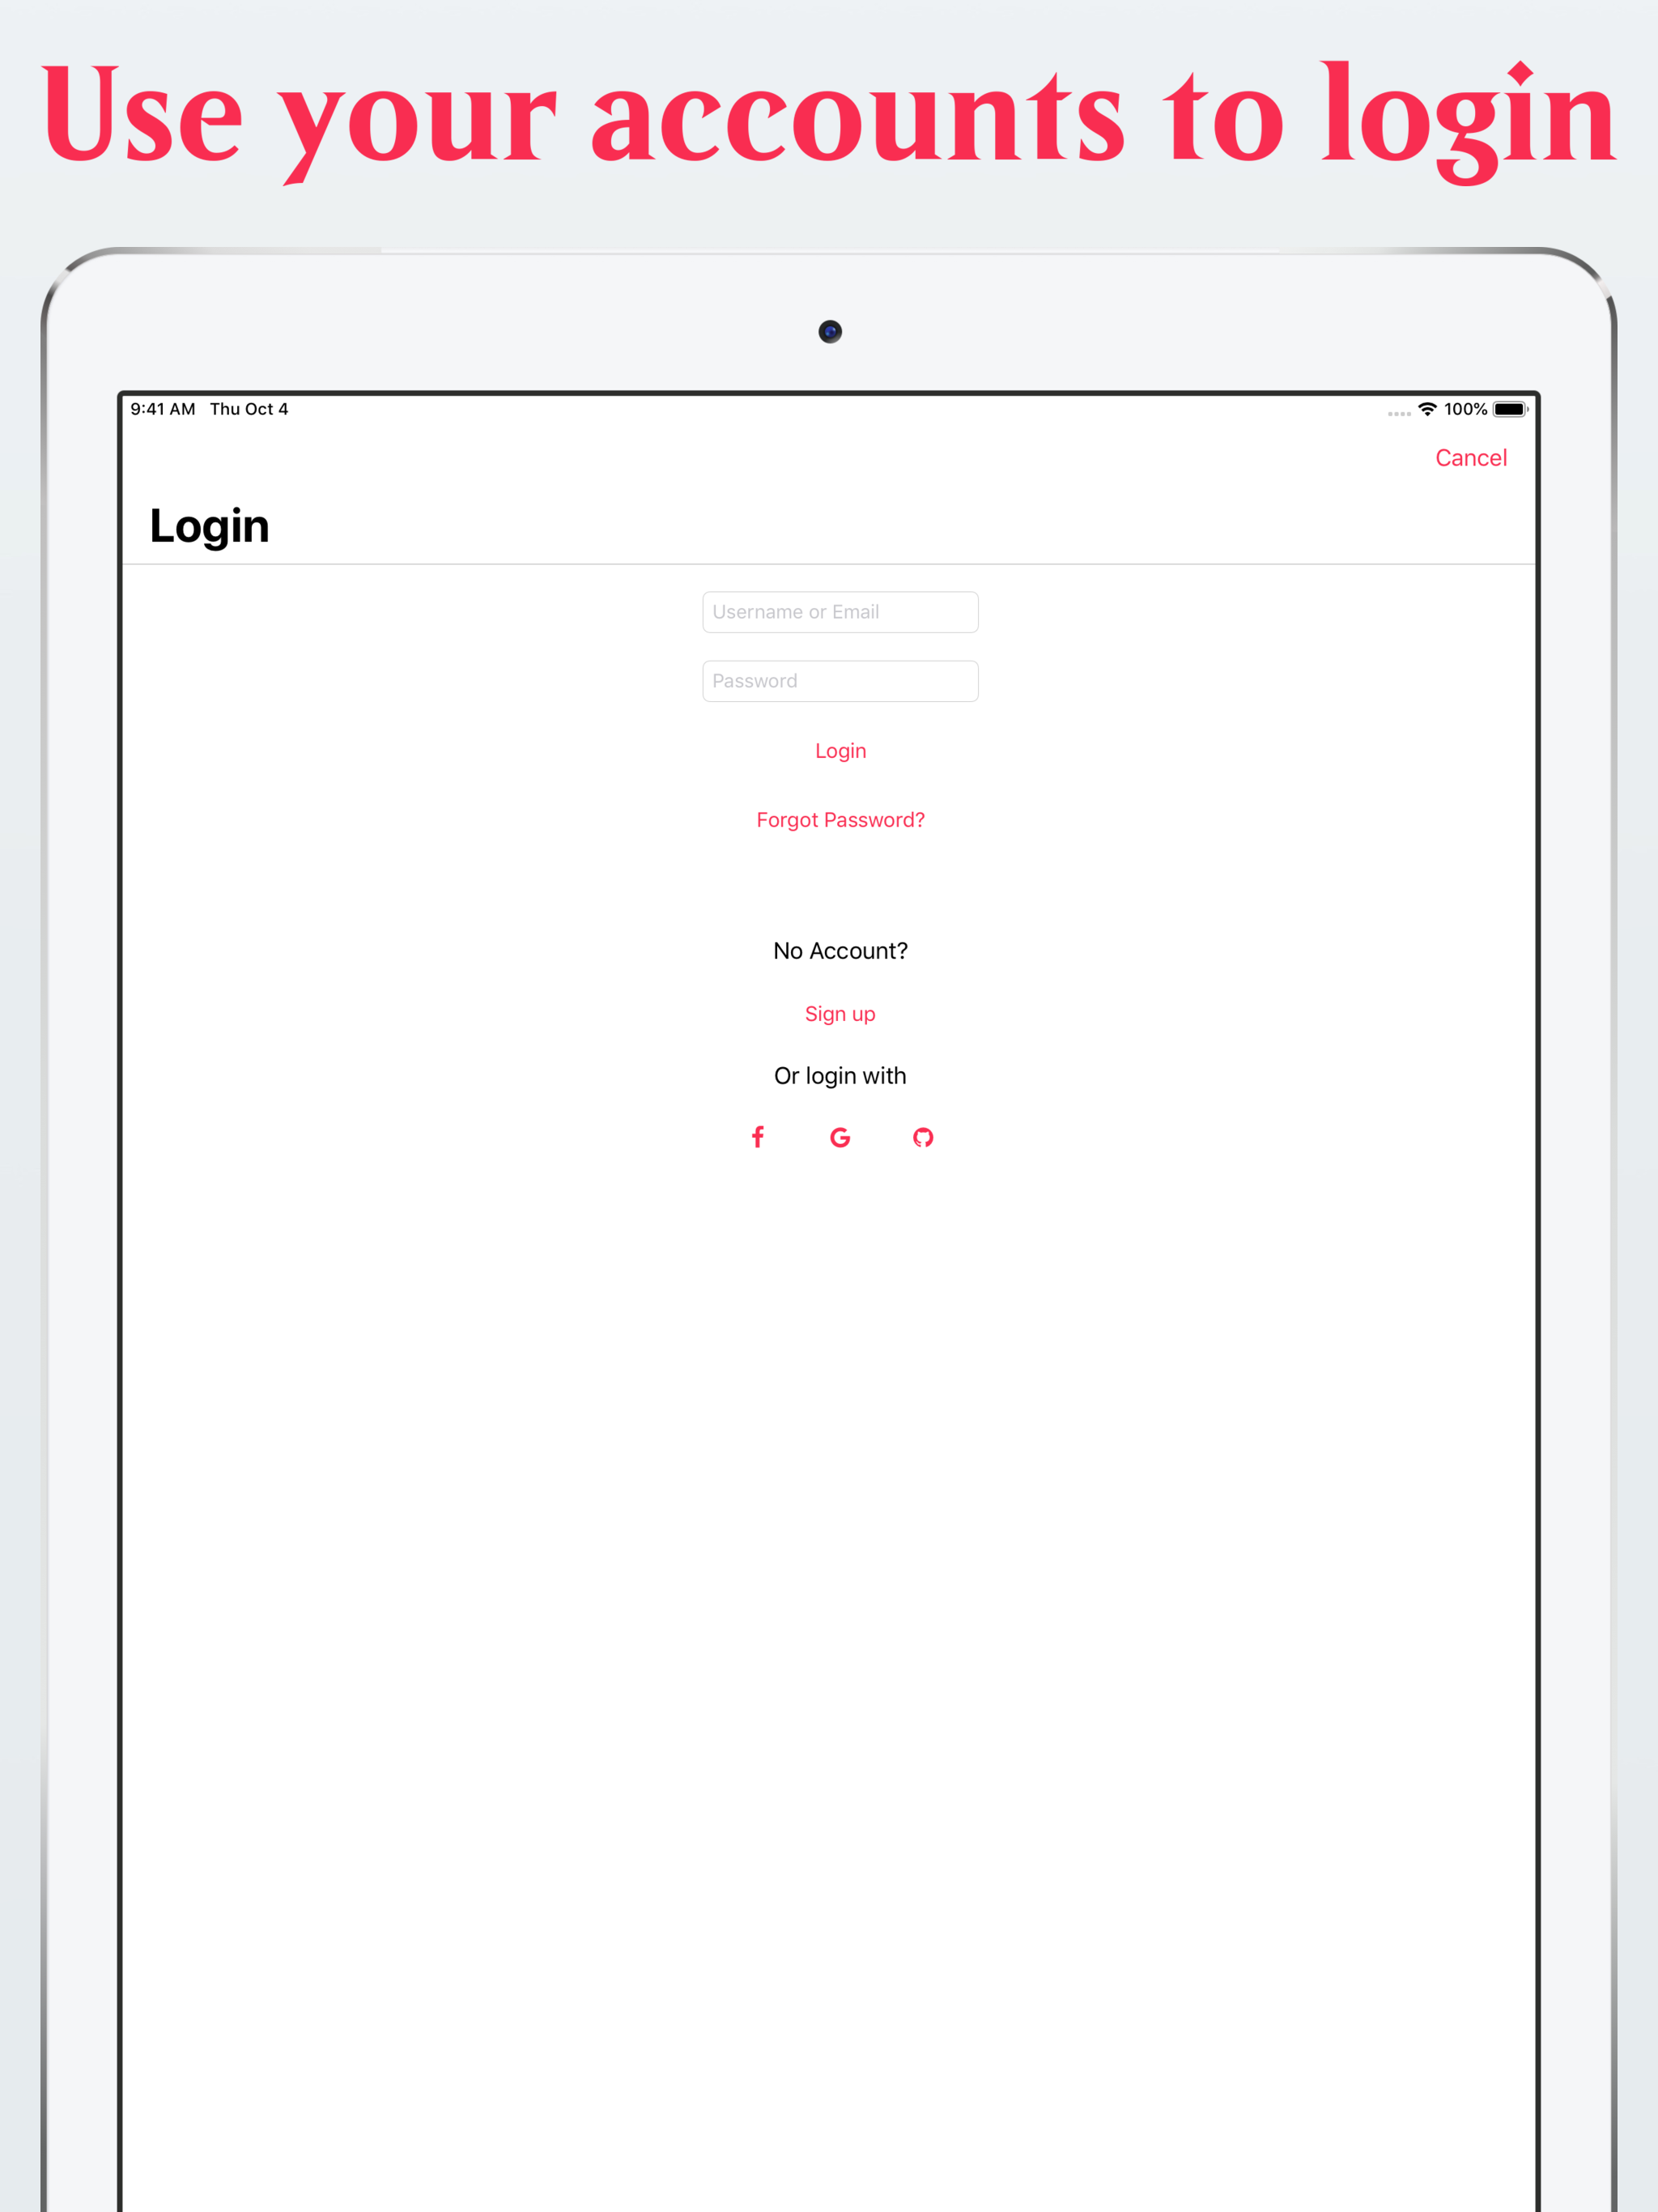 Use your accounts to login
9:41 AM Thu Oct 4 100%
Cancel
Login
Username or Email
Password
Login
Forgot Password?
No Account?
Sign up
Or login with